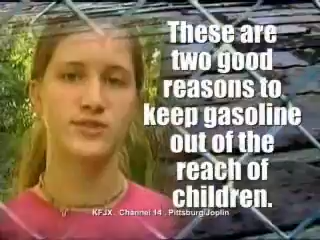 These are
two good
reasons to
keep gasoline
out of the
reach of
children.
KFJX . Channel 14 . Pittsburg/Joplin